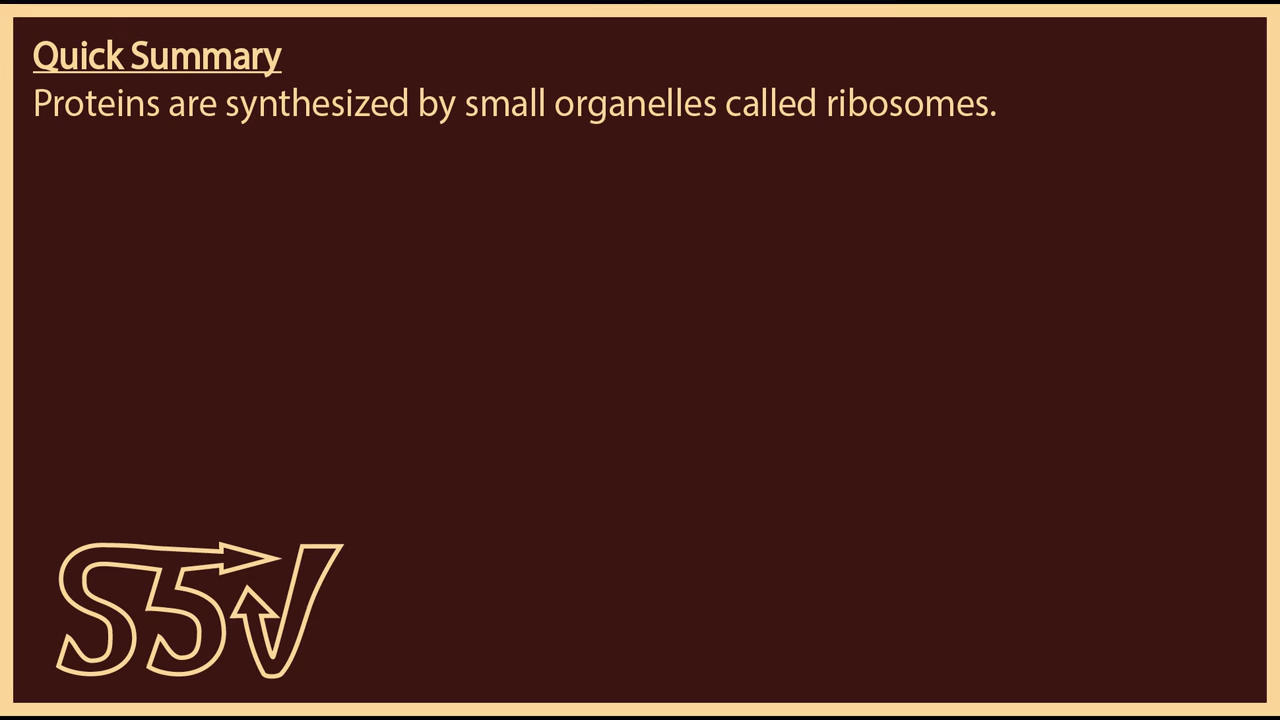 Quick Summary
Proteins are synthesized by small organelles called ribosomes.
S5V